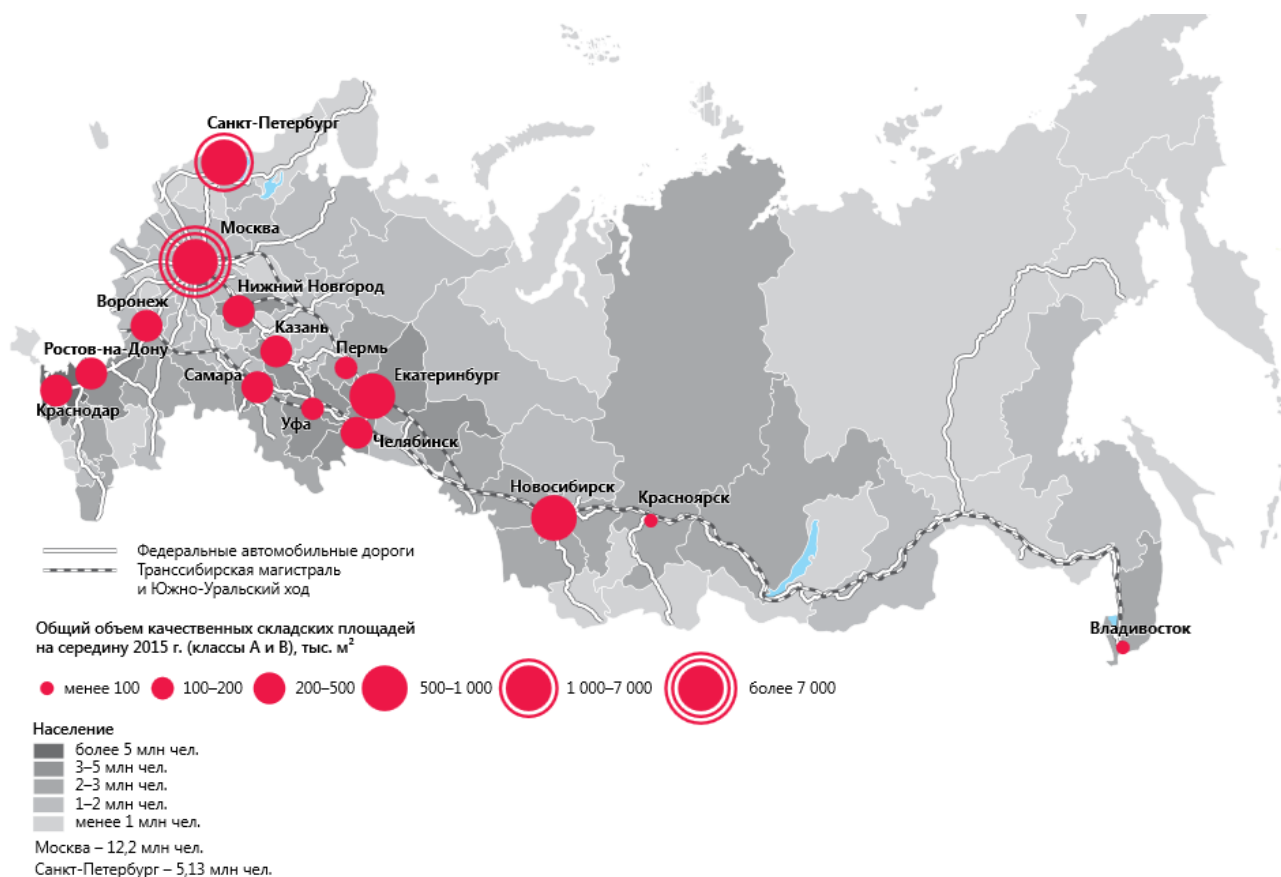 Санкт-Петербург
Москва
Нижний Новгород
Воронеж
Казань
Ростов-на-Дону
Пермь
Самара
Екатеринбург
Краснодар
Уфа
Челябинск
Новосибирск
Красноярск
Владивосток
Федеральные автомобильные дороги
Транссибирская магистраль
и Южно-Уральский ход
Общий объем качественных складских площадей
на середину 2015 г. (классы А и В), тыс. м²
менее 100
100–200
200–500
500–1 000
1 000–7 000
более 7 000
Население
более 5 млн чел.
3–5 млн чел.
2–3 млн чел.
1–2 млн чел.
менее 1 млн чел.
Москва – 12,2 млн чел.
Санкт-Петербург – 5,13 млн чел.